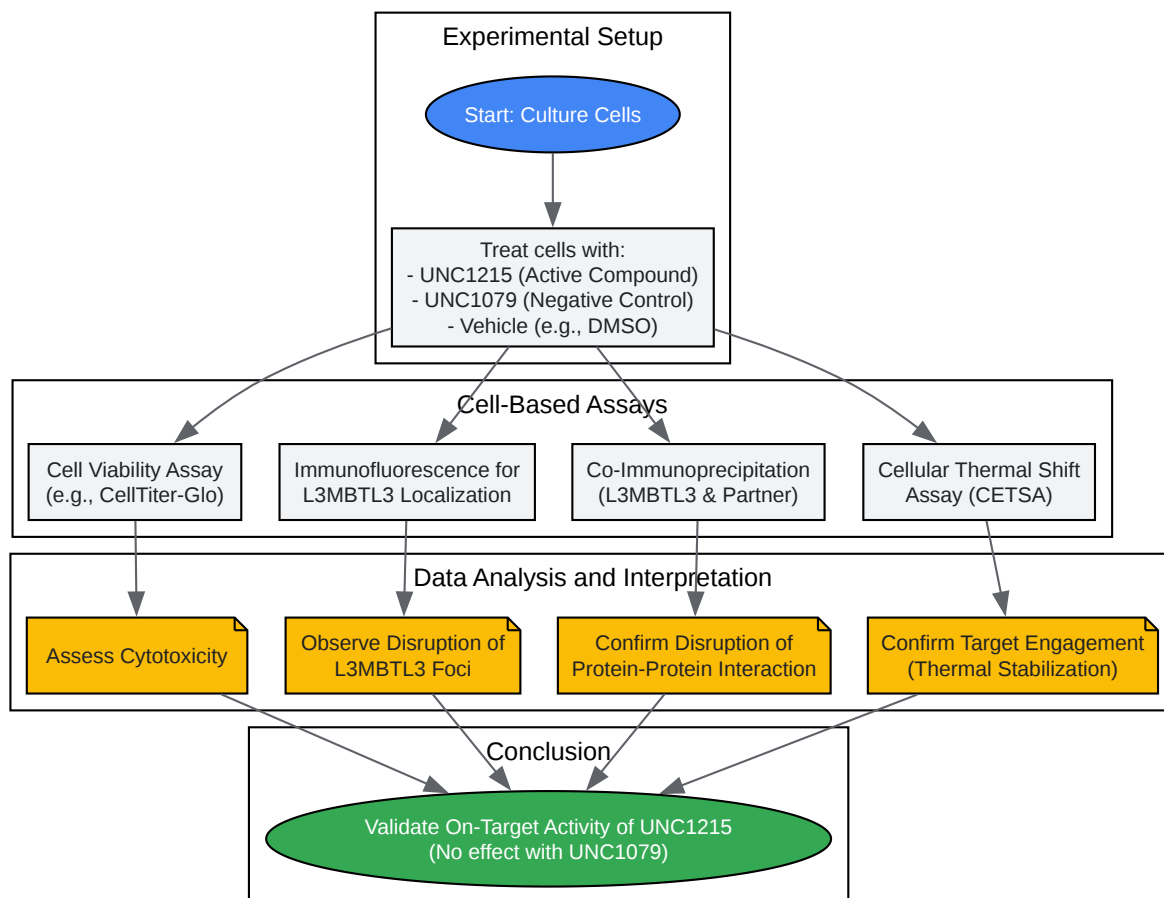 Experimental Setup
Start: Culture Cells
Treat cells with:
- UNC1215 (Active Compound)
- UNC1079 (Negative Control)
- Vehicle (e.g., DMSO)
Cell-Based Assays
Cell Viability Assay
(e.g., CellTiter-Glo)
Immunofluorescence for
L3MBTL3 Localization
Co-Immunoprecipitation
(L3MBTL3 & Partner)
Cellular Thermal Shift
Assay (CETSA)
Data Analysis and Interpretation
Assess Cytotoxicity
Observe Disruption of
L3MBTL3 Foci
Confirm Disruption of
Protein-Protein Interaction
Confirm Target Engagement
(Thermal Stabilization)
Conclusion
Validate On-Target Activity of UNC1215
(No effect with UNC1079)